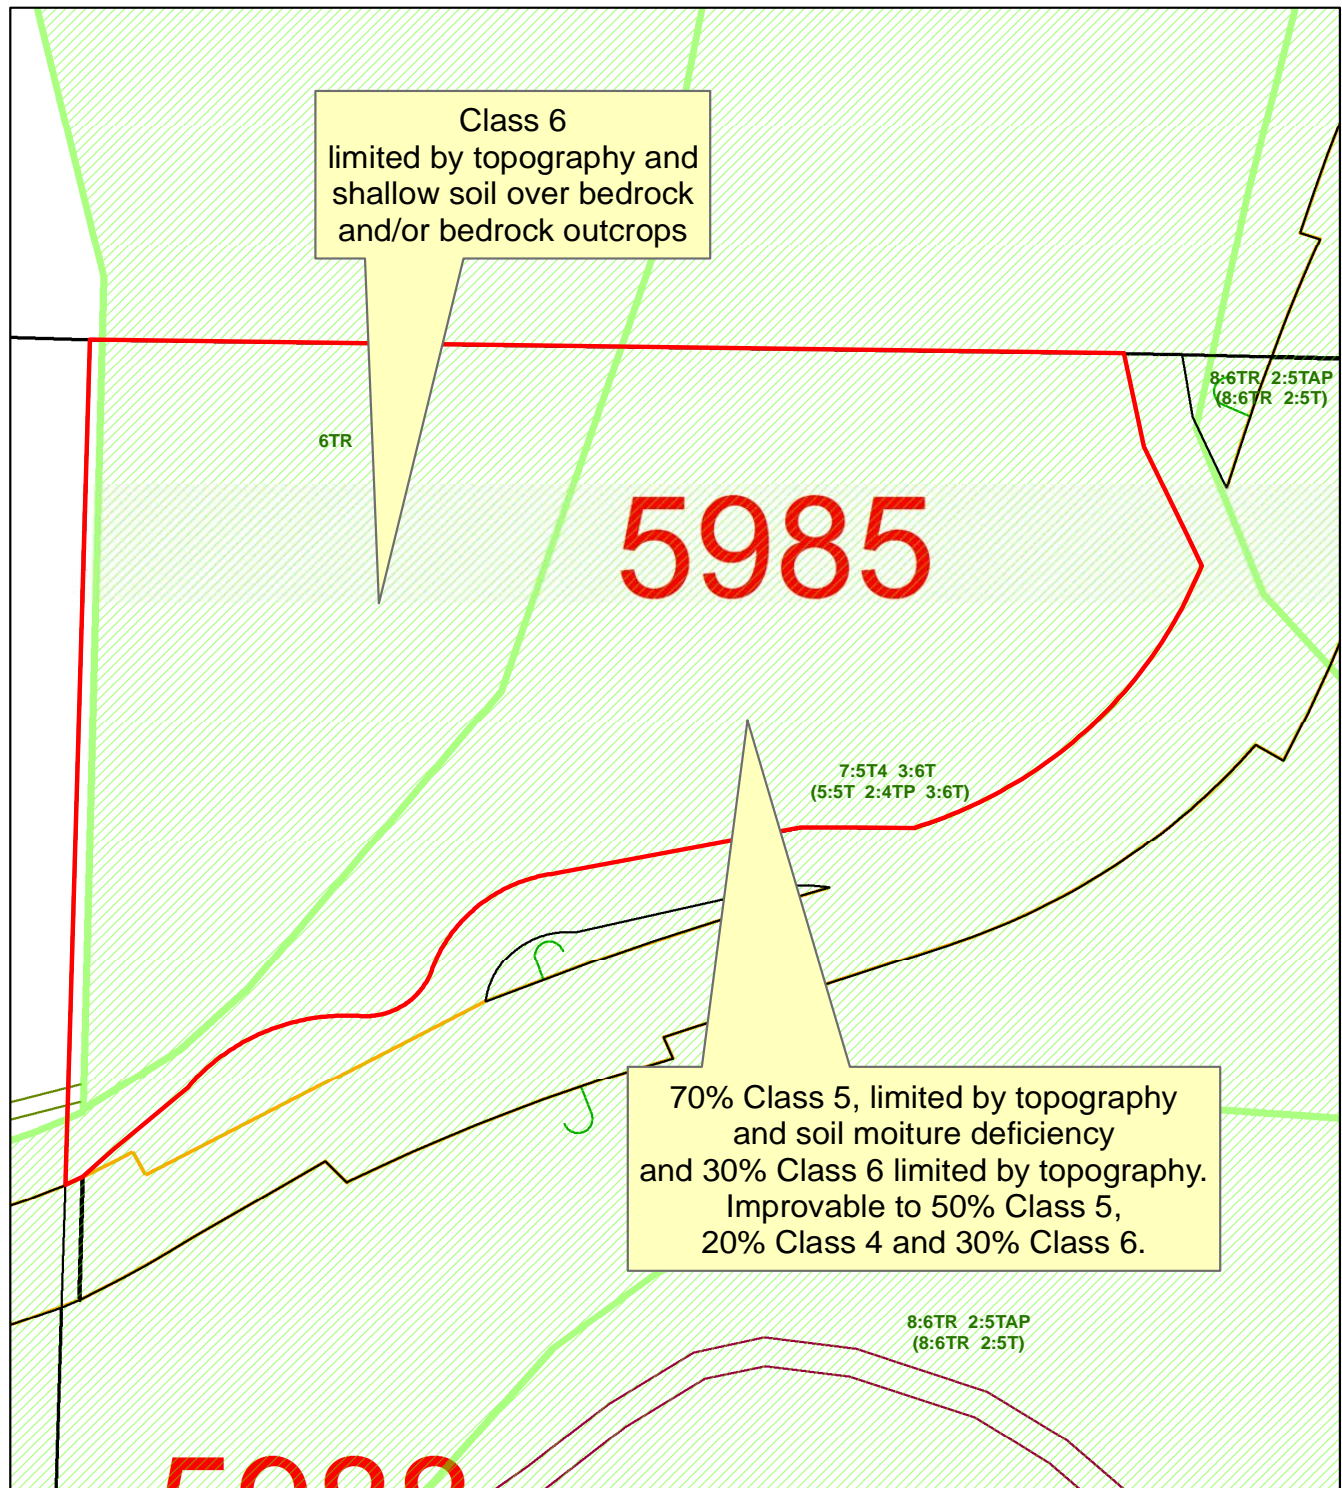 Class 6
limited by topography and
shallow soil over bedrock
and/or bedrock outcrops
8:6TR 2:5TAP
(8:6TR 2:5T)
6TR
5985
7:5T4 3:6T
(5:5T 2:4TP 3:6T)
70% Class 5, limited by topography
and soil moiture deficiency
and 30% Class 6 limited by topography.
Improvable to 50% Class 5,
20% Class 4 and 30% Class 6.
8:6TR 2:5TAP
(8:6TR 2:5T)